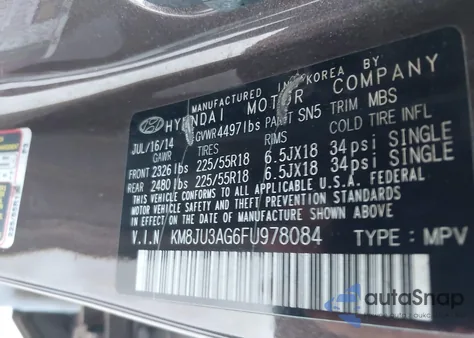 MANUFACTURED IN KOREA BY
HYUNDAI MOTOR COMPANY
JUL/16/14 GVWR 4497lbs PAINT SN5 TRIM MBS
GAWR TIRES RIMS COLD TIRE INFL
FRONT 2326lbs 225/55R18 6.5JX18 34psi SINGLE
REAR 2480lbs 225/55R18 6.5JX18 34psi SINGLE
THIS VEHICLE CONFORMS TO ALL APPLICABLE U.S.A. FEDERAL
MOTOR VEHICLE SAFETY, BUMPER, AND THEFT PREVENTION STANDARDS
IN EFFECT ON THE DATE OF MANUFACTURE SHOWN ABOVE.
V.I.N KM8JU3AG6FU978084 TYPE : MPV
autoSnap